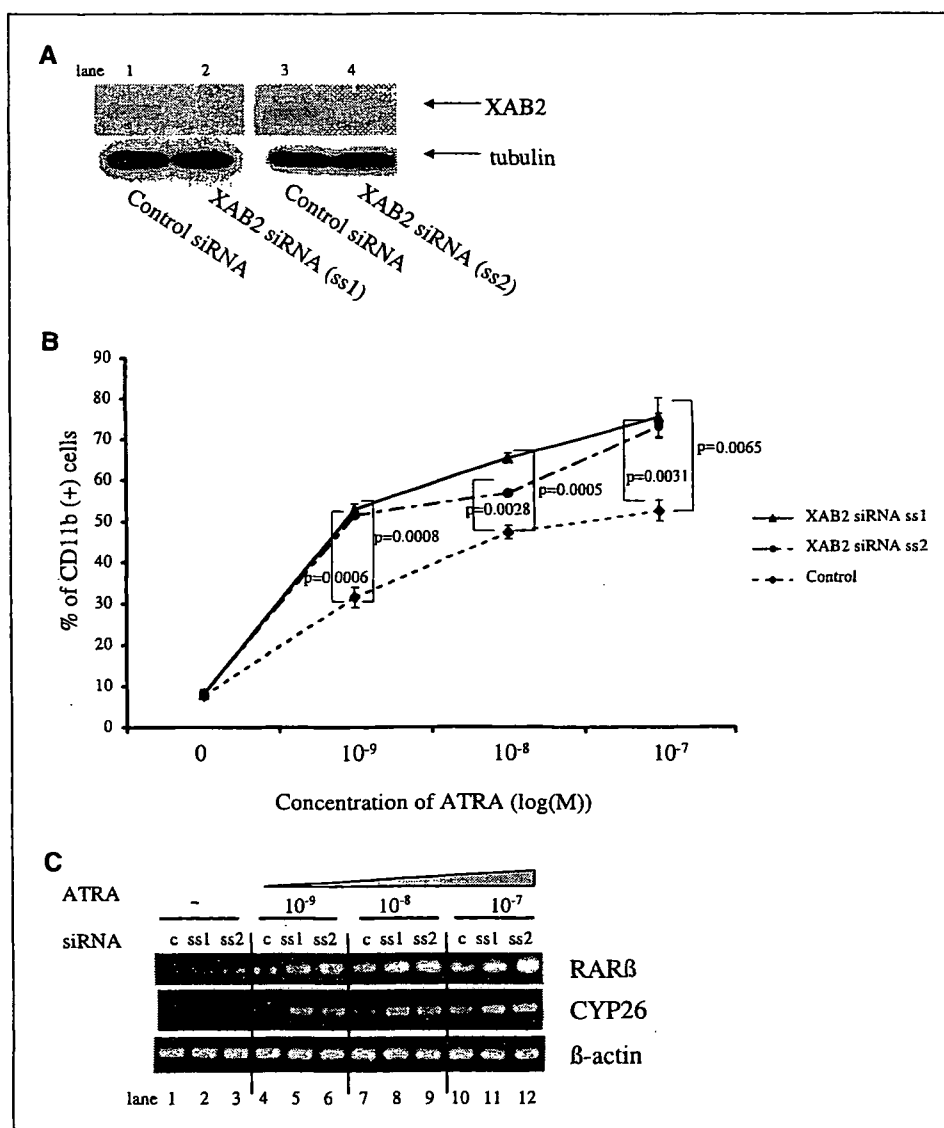 A
lane 1 2 3 4
XAB2
tubulin
Control siRNA
XAB2 siRNA (ss1)
Control siRNA
XAB2 siRNA (ss2)
B
% of CD11b (+) cells
90
80
70
60
50
40
30
20
10
0
p=0.0006
p=0.0008
p=0.0028
p=0.0005
p=0.0031
p=0.0065
XAB2 siRNA ss1
XAB2 siRNA ss2
Control
0 10-9 10-8 10-7
Concentration of ATRA (log(M))
C
ATRA - 10-9 10-8 10-7
siRNA c ss1 ss2 c ss1 ss2 c ss1 ss2 c ss1 ss2
RARß
CYP26
ß-actin
lane 1 2 3 4 5 6 7 8 9 10 11 12